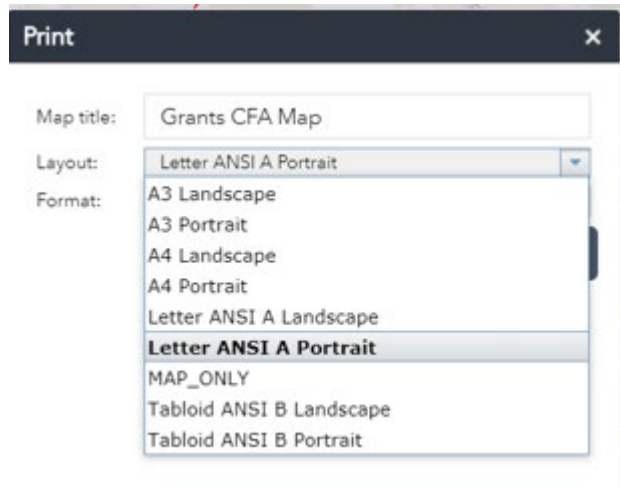 Print ×
Map title: Grants CFA Map
Layout: Letter ANSI A Portrait
Format:
A3 Landscape
A3 Portrait
A4 Landscape
A4 Portrait
Letter ANSI A Landscape
Letter ANSI A Portrait
MAP_ONLY
Tabloid ANSI B Landscape
Tabloid ANSI B Portrait